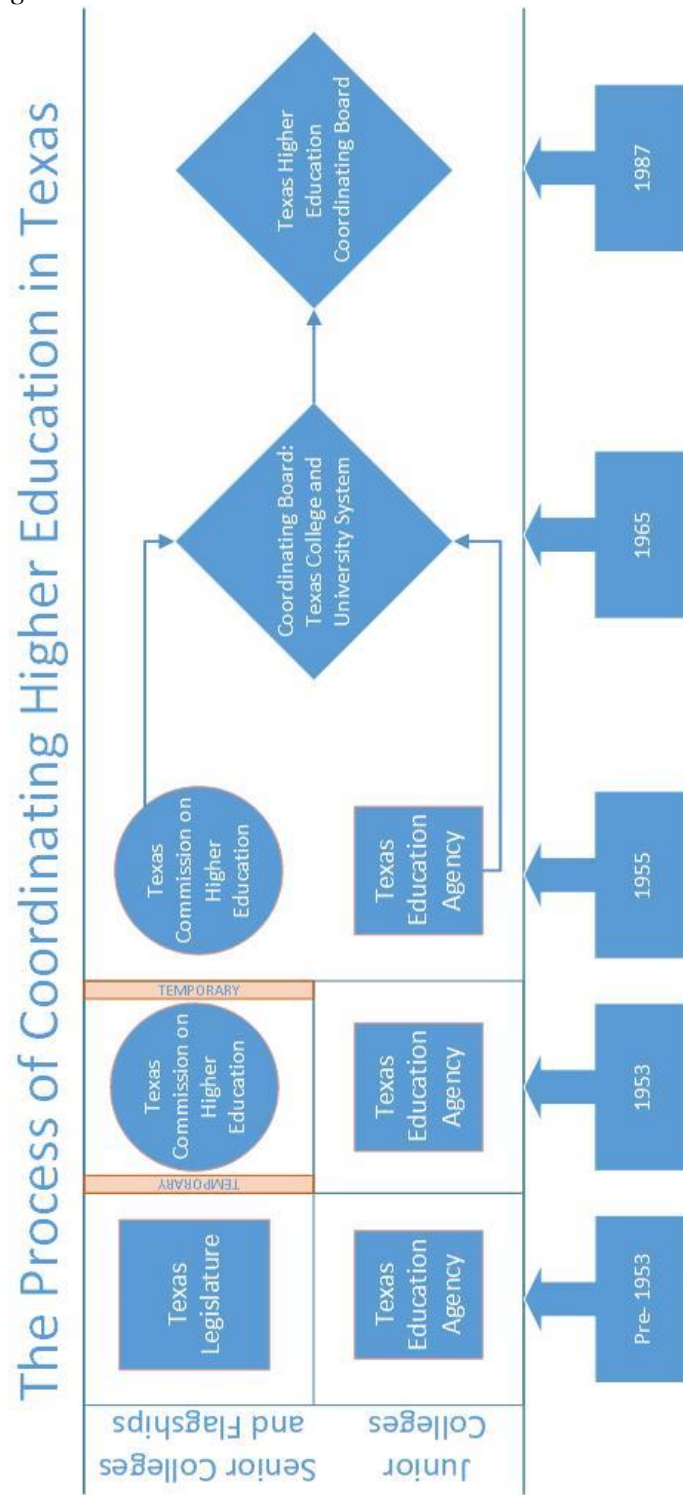 The Process of Coordinating Higher Education in Texas
Senior Colleges
and Flagships
Texas
Legislature
TEMPORARY
Texas
Commission on
Higher
Education
TEMPORARY
Texas
Commission on
Higher
Education
Coordinating Board:
Texas College and
University System
Texas Higher
Education
Coordinating Board
Junior
Colleges
Texas
Education
Agency
Texas
Education
Agency
Texas
Education
Agency
Pre- 1953
1953
1955
1965
1987